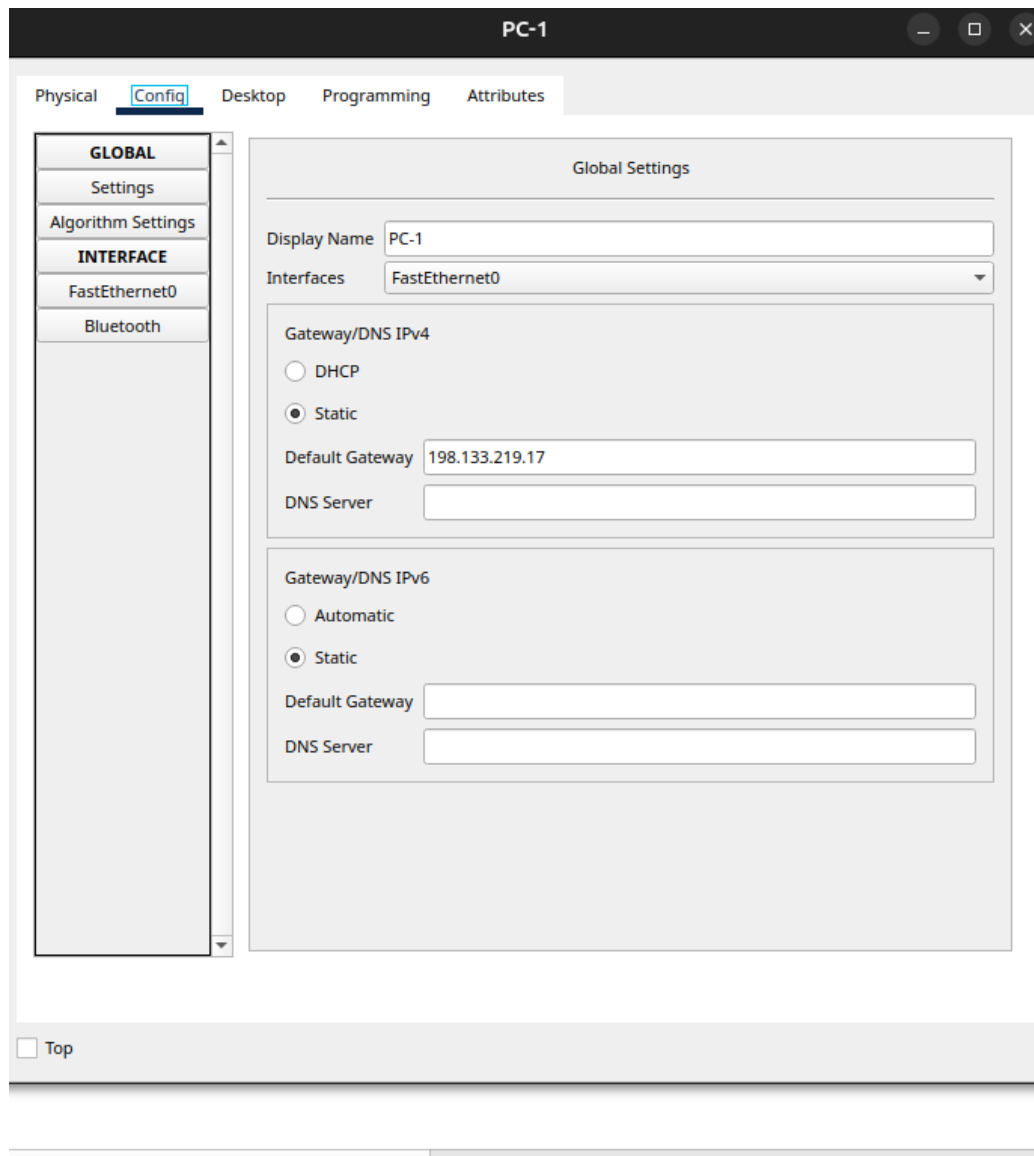 PC-1
Physical Config Desktop Programming Attributes
GLOBAL
Settings
Algorithm Settings
INTERFACE
FastEthernet0
Bluetooth
Global Settings
Display Name PC-1
Interfaces FastEthernet0
Gateway/DNS IPv4
DHCP
Static
Default Gateway 198.133.219.17
DNS Server
Gateway/DNS IPv6
Automatic
Static
Default Gateway
DNS Server
Top